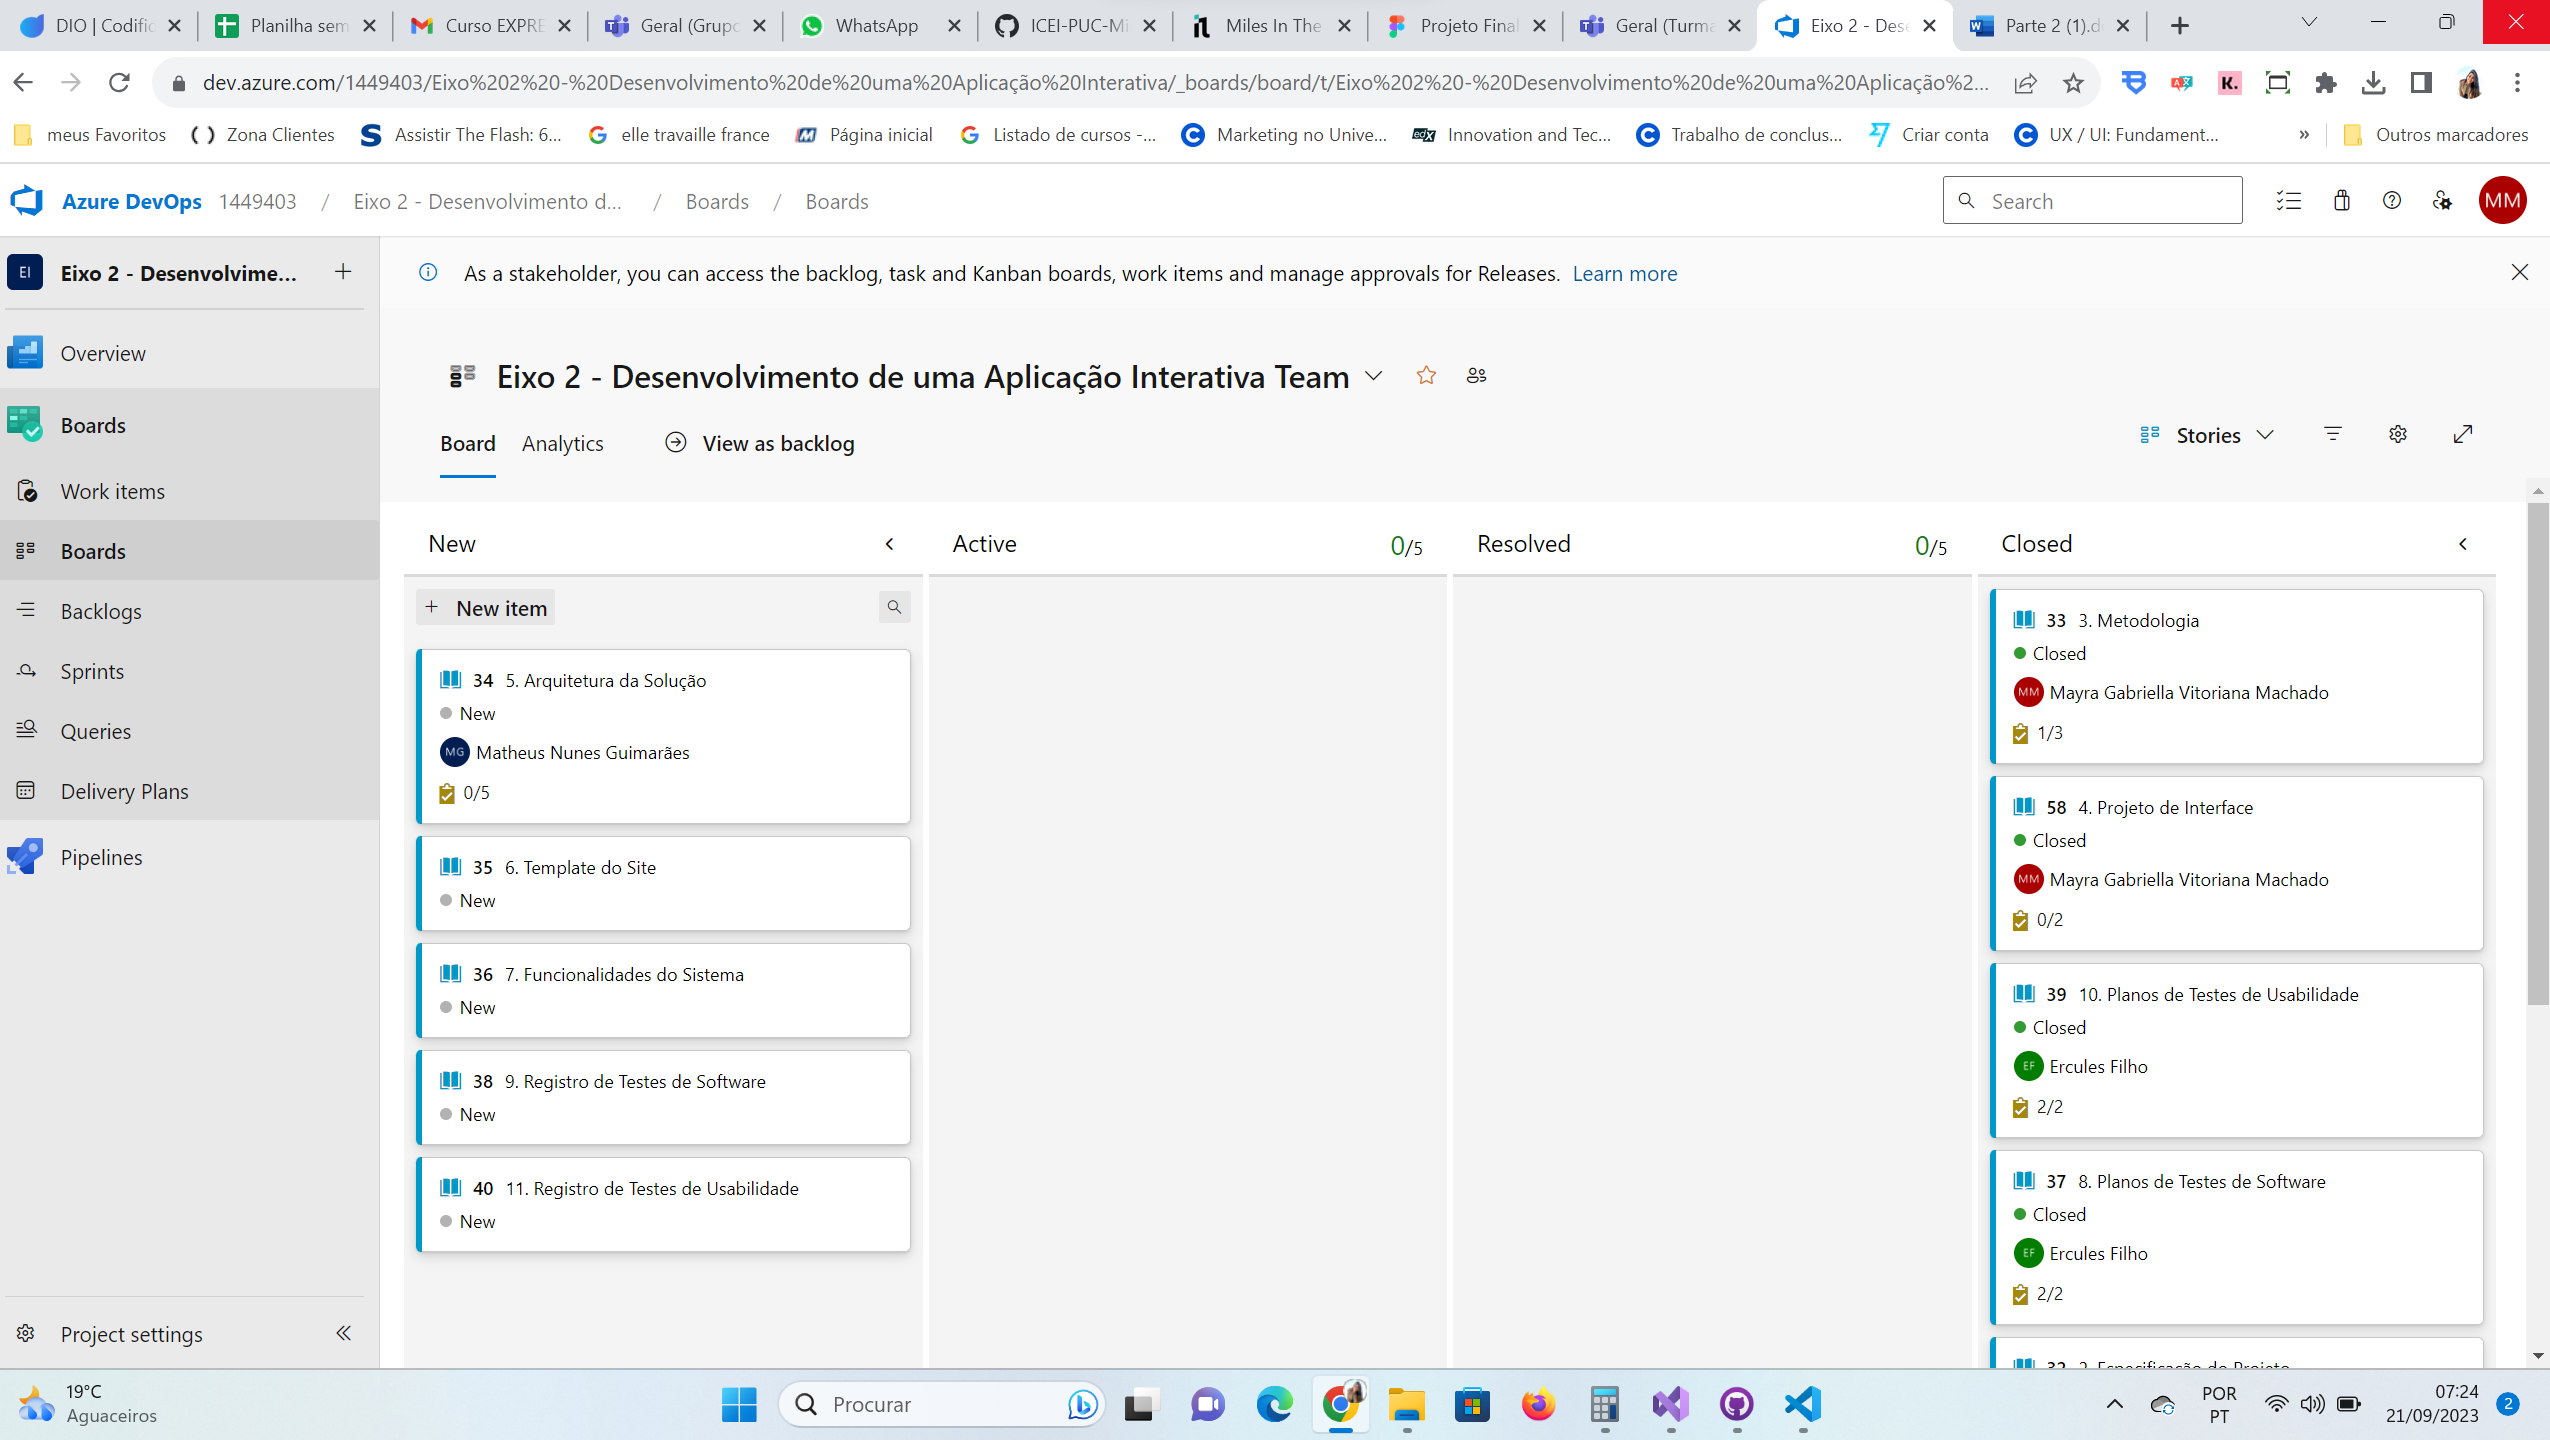 DIO | Codific
Planilha sem
Curso EXPRE
Geral (Grupo
WhatsApp
ICEI-PUC-Mi
Miles In The
Projeto Final
Geral (Turma
Eixo 2 - Dese
Parte 2 (1).d
dev.azure.com/1449403/Eixo%202%20-%20Desenvolvimento%20de%20uma%20Aplicação%20Interativa/_boards/board/t/Eixo%202%20-%20Desenvolvimento%20de%20uma%20Aplicação%2...
meus Favoritos
Zona Clientes
Assistir The Flash: 6...
elle travaille france
Página inicial
Listado de cursos -...
Marketing no Unive...
Innovation and Tec...
Trabalho de conclus...
Criar conta
UX / UI: Fundament...
»
Outros marcadores
Azure DevOps 1449403 / Eixo 2 - Desenvolvimento d... / Boards / Boards
Search
MM
EI Eixo 2 - Desenvolvime... +
Overview
Boards
Work items
Boards
Backlogs
Sprints
Queries
Delivery Plans
Pipelines
Project settings
As a stakeholder, you can access the backlog, task and Kanban boards, work items and manage approvals for Releases. Learn more
Eixo 2 - Desenvolvimento de uma Aplicação Interativa Team
Board Analytics View as backlog
Stories
New
+ New item
34 5. Arquitetura da Solução
New
MG Matheus Nunes Guimarães
0/5
35 6. Template do Site
New
36 7. Funcionalidades do Sistema
New
38 9. Registro de Testes de Software
New
40 11. Registro de Testes de Usabilidade
New
Active 0/5
Resolved 0/5
Closed
33 3. Metodologia
Closed
MM Mayra Gabriella Vitoriana Machado
1/3
58 4. Projeto de Interface
Closed
MM Mayra Gabriella Vitoriana Machado
0/2
39 10. Planos de Testes de Usabilidade
Closed
EF Ercules Filho
2/2
37 8. Planos de Testes de Software
Closed
EF Ercules Filho
2/2
32 2. Especificação do Projeto
19°C
Aguaceiros
Procurar
POR
PT
07:24
21/09/2023
2